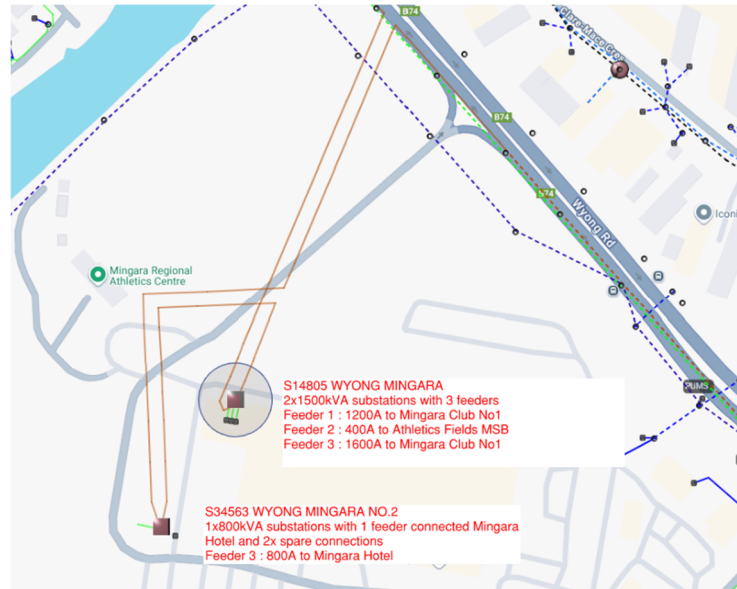 B74
Clare-Mace Cres
B74
B74
Wyong Rd
Iconi
Mingara Regional
Athletics Centre
PUMS
S14805 WYONG MINGARA
2x1500kVA substations with 3 feeders
Feeder 1 : 1200A to Mingara Club No1
Feeder 2 : 400A to Athletics Fields MSB
Feeder 3 : 1600A to Mingara Club No1
S34563 WYONG MINGARA NO.2
1x800kVA substations with 1 feeder connected Mingara
Hotel and 2x spare connections
Feeder 3 : 800A to Mingara Hotel